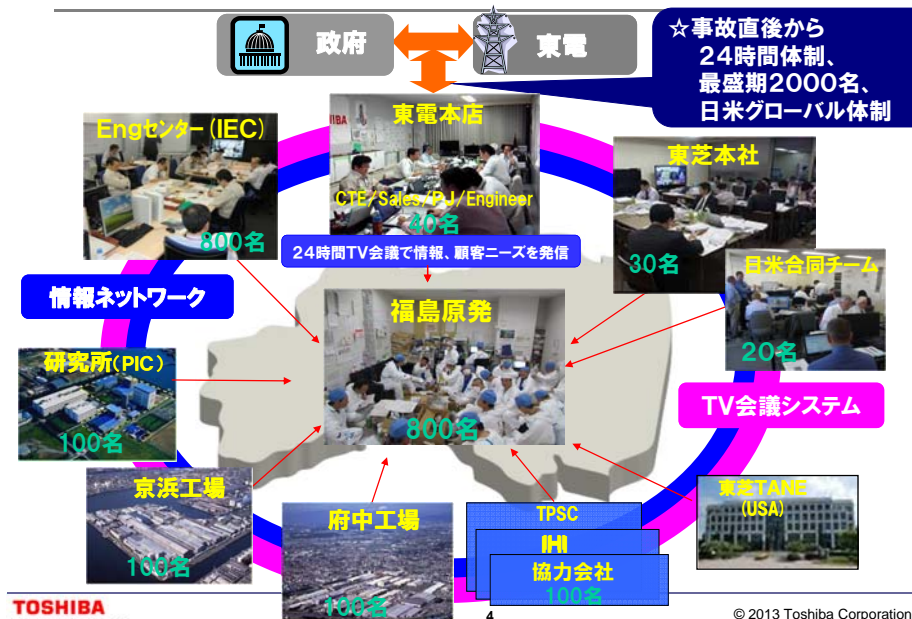 政府
東電
☆事故直後から
24時間体制、
最盛期2000名、
日米グローバル体制
Engセンター(IEC)
800名
東電本店
CTE/Sales/PJ/Engineer
40名
24時間TV会議で情報、顧客ニーズを発信
東芝本社
30名
日米合同チーム
20名
情報ネットワーク
福島原発
800名
研究所(PIC)
100名
TV会議システム
京浜工場
100名
府中工場
100名
TPSC
IHI
協力会社
100名
東芝TANE
(USA)
TOSHIBA
4
© 2013 Toshiba Corporation